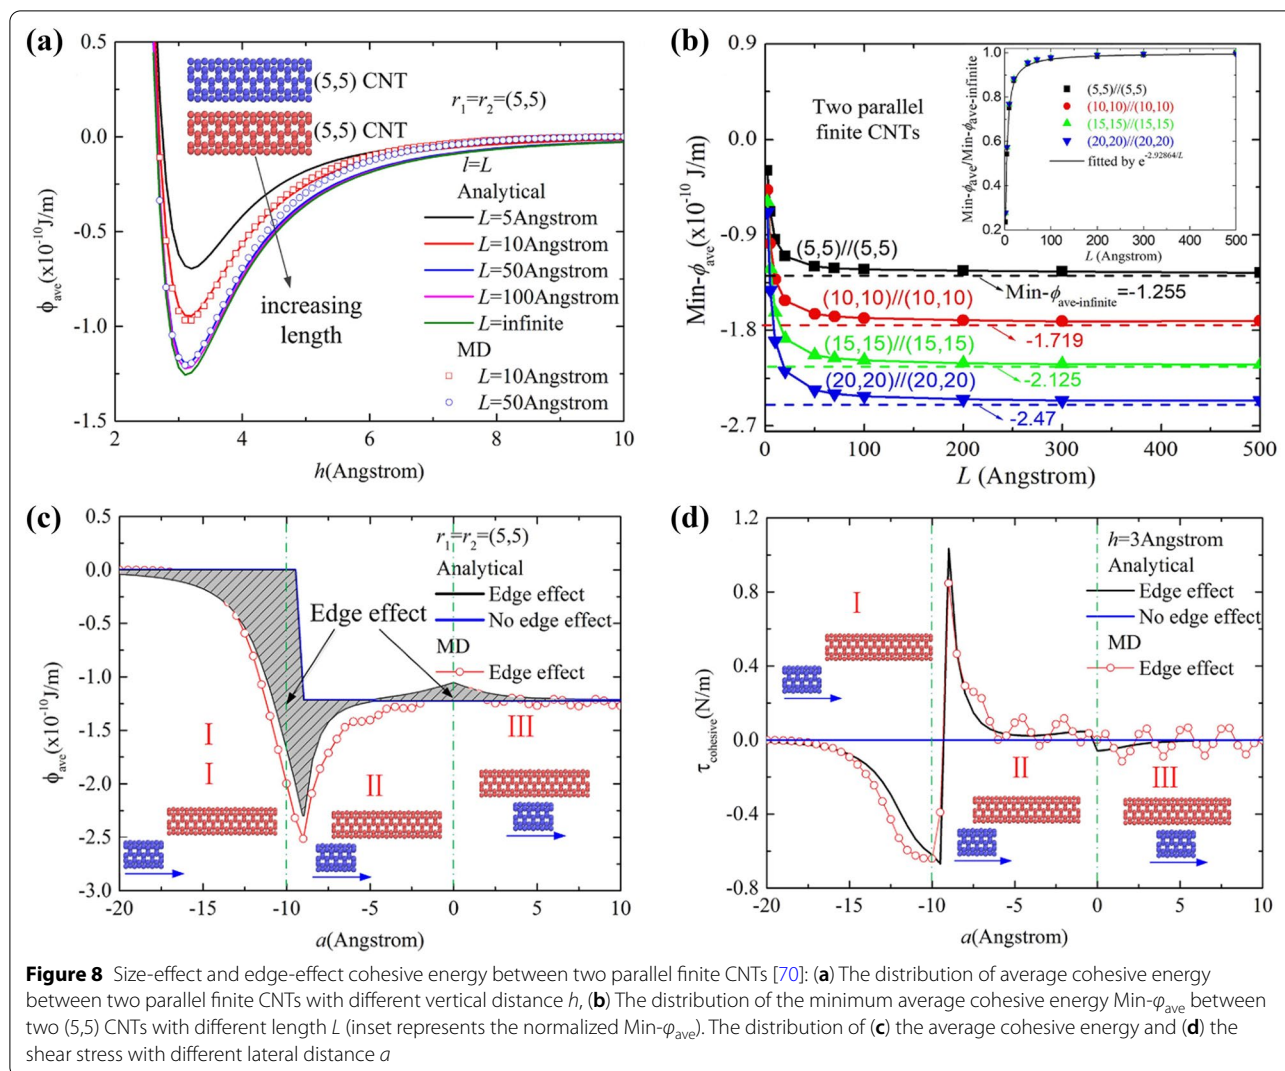 (a)
0.5
0.0
-0.5
-1.0
-1.5
ϕave(x10-10J/m)
(5,5) CNT
(5,5) CNT
r1=r2=(5,5)
l=L
Analytical
L=5Angstrom
L=10Angstrom
L=50Angstrom
L=100Angstrom
L=infinite
MD
L=10Angstrom
L=50Angstrom
increasing
length
2 4 6 8 10
h(Angstrom)
(b)
0.9
0.0
-0.9
-1.8
-2.7
Min-ϕave(x10-10 J/m)
Two parallel
finite CNTs
1.0
0.8
0.6
0.4
0.2
Min-ϕave/Min-ϕave-infinite
(5,5)//(5,5)
(10,10)//(10,10)
(15,15)//(15,15)
(20,20)//(20,20)
fitted by e-2.92864/L
0 100 200 300 400 500
L (Angstrom)
(5,5)//(5,5)
Min-ϕave-infinite=-1.255
(10,10)//(10,10)
-1.719
(15,15)//(15,15)
-2.125
(20,20)//(20,20)
-2.47
0 100 200 300 400 500
L (Angstrom)
(c)
0.5
0.0
-0.5
-1.0
-1.5
-2.0
-2.5
-3.0
ϕave(x10-10J/m)
r1=r2=(5,5)
Analytical
Edge effect
No edge effect
MD
Edge effect
Edge effect
I
I
II
III
-20 -15 -10 -5 0 5 10
a(Angstrom)
(d)
1.2
0.8
0.4
0.0
-0.4
-0.8
τcohesive(N/m)
h=3Angstrom
Analytical
Edge effect
No edge effect
MD
Edge effect
I
II
III
-20 -15 -10 -5 0 5 10
a(Angstrom)
Figure 8 Size-effect and edge-effect cohesive energy between two parallel finite CNTs [70]: (a) The distribution of average cohesive energy
between two parallel finite CNTs with different vertical distance h, (b) The distribution of the minimum average cohesive energy Min-φave between
two (5,5) CNTs with different length L (inset represents the normalized Min-φave). The distribution of (c) the average cohesive energy and (d) the
shear stress with different lateral distance a